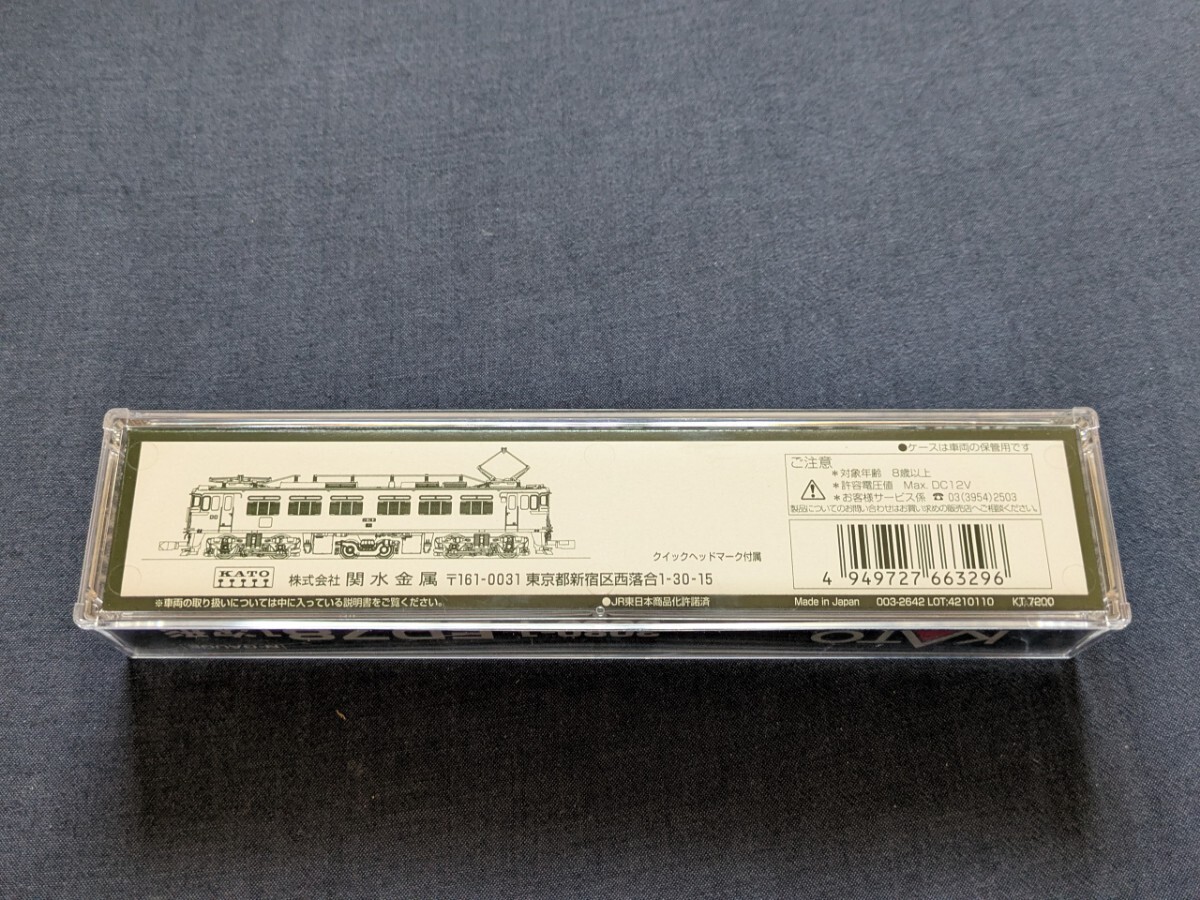 ●ケースは車両の保管用です
ご注意
*対象年齢 8歳以上
*許容電圧値 Max. DC12V
*お客様サービス係 ☎ 03(3954)2503
製品についてのお問い合わせはお買い求めの販売店へご相談ください。
クイックヘッドマーク付属
KATO
株式会社 関水金属 〒161-0031 東京都新宿区西落合1-30-15
4 949727 663296
※車両の取り扱いについては中に入っている説明書をご覧ください。
●JR東日本商品化許諾済
Made in Japan 003-2642 LOT:4210110 KT 7200
N-GAUGE
3080-1 ED78 1次形
KATO